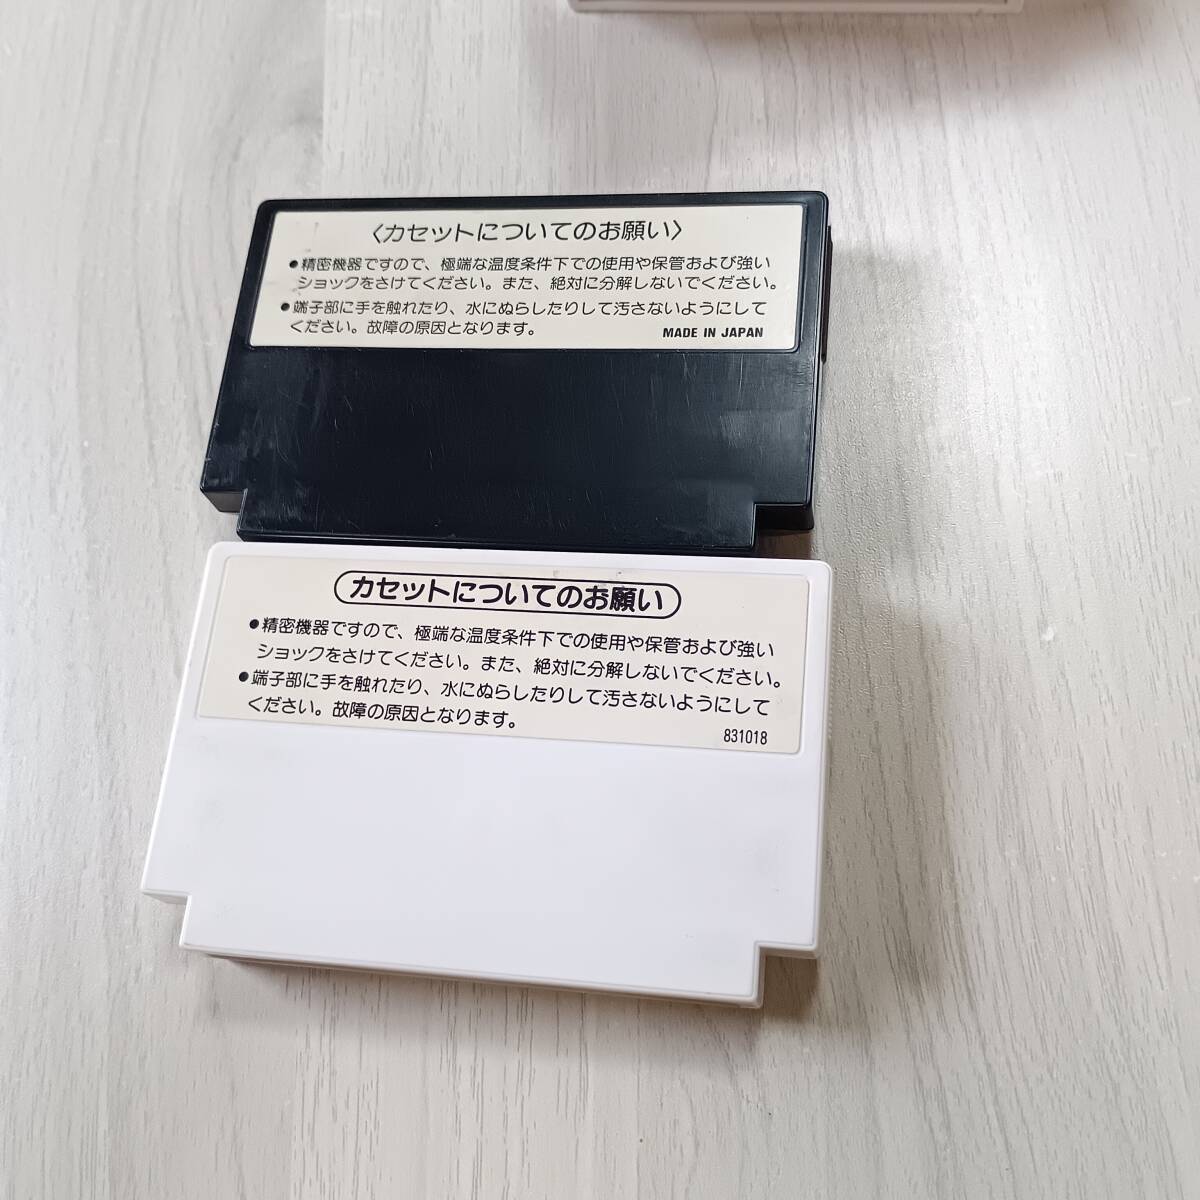 〈カセットについてのお願い〉
●精密機器ですので、極端な温度条件下での使用や保管および強い
ショックをさけてください。また、絶対に分解しないでください。
●端子部に手を触れたり、水にぬらしたりして汚さないようにして
ください。故障の原因となります。
MADE IN JAPAN
カセットについてのお願い
●精密機器ですので、極端な温度条件下での使用や保管および強い
ショックをさけてください。また、絶対に分解しないでください。
●端子部に手を触れたり、水にぬらしたりして汚さないようにして
ください。故障の原因となります。
831018